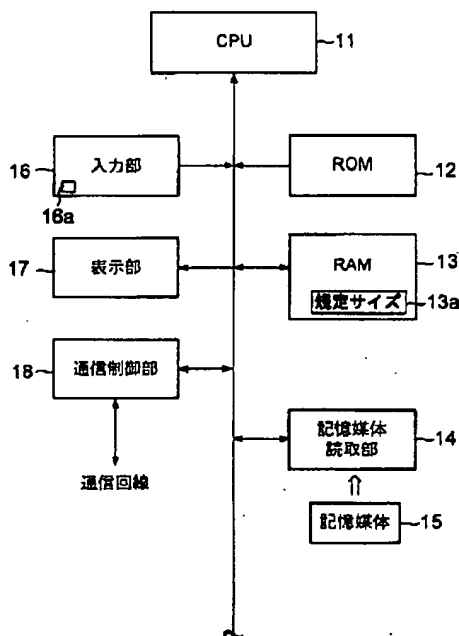 CPU
11
16
入力部
16a
ROM
12
17
表示部
RAM
13
規定サイズ
13a
18
通信制御部
通信回線
記憶媒体
読取部
14
記憶媒体
15